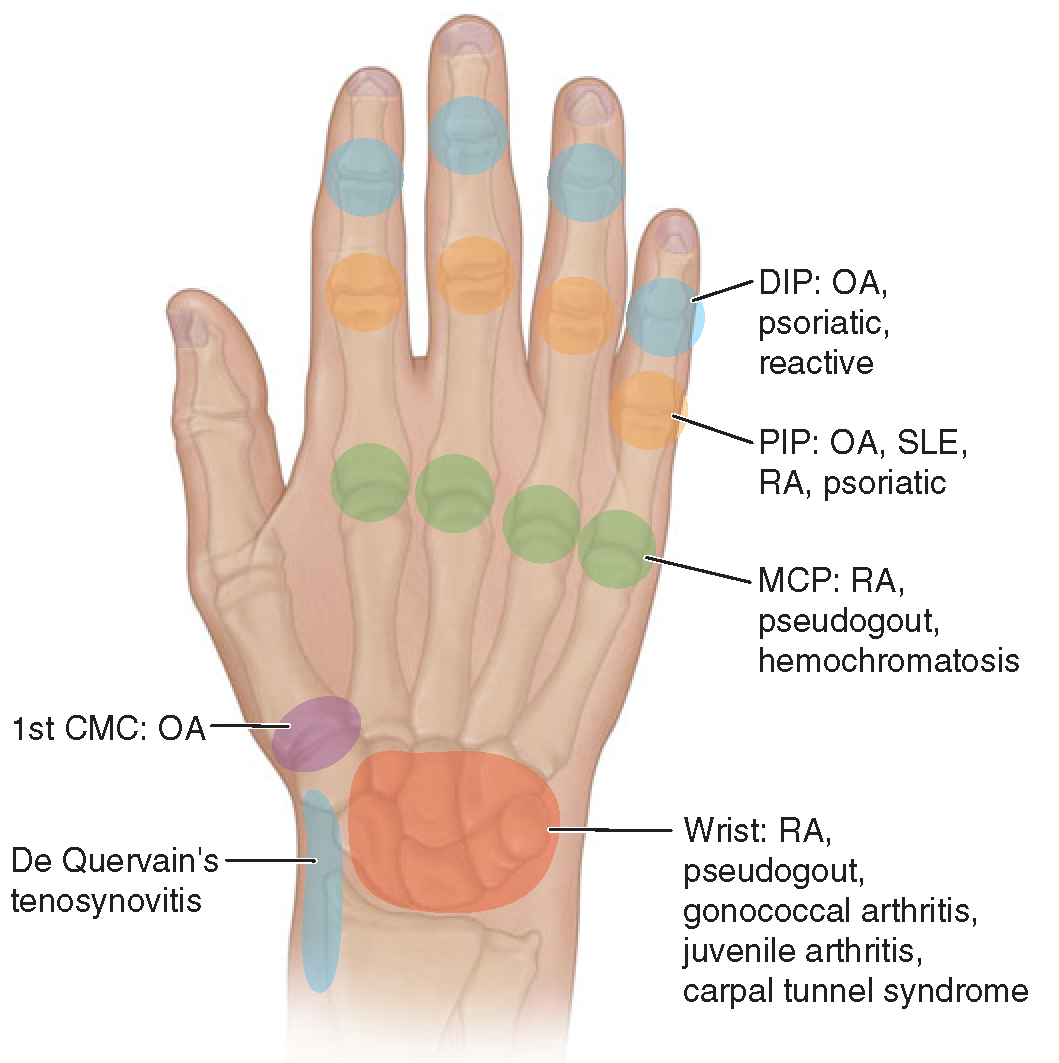 DIP: OA,
psoriatic,
reactive
PIP: OA, SLE,
RA, psoriatic
MCP: RA,
pseudogout,
hemochromatosis
1st CMC: OA
De Quervain's
tenosynovitis
Wrist: RA,
pseudogout,
gonococcal arthritis,
juvenile arthritis,
carpal tunnel syndrome